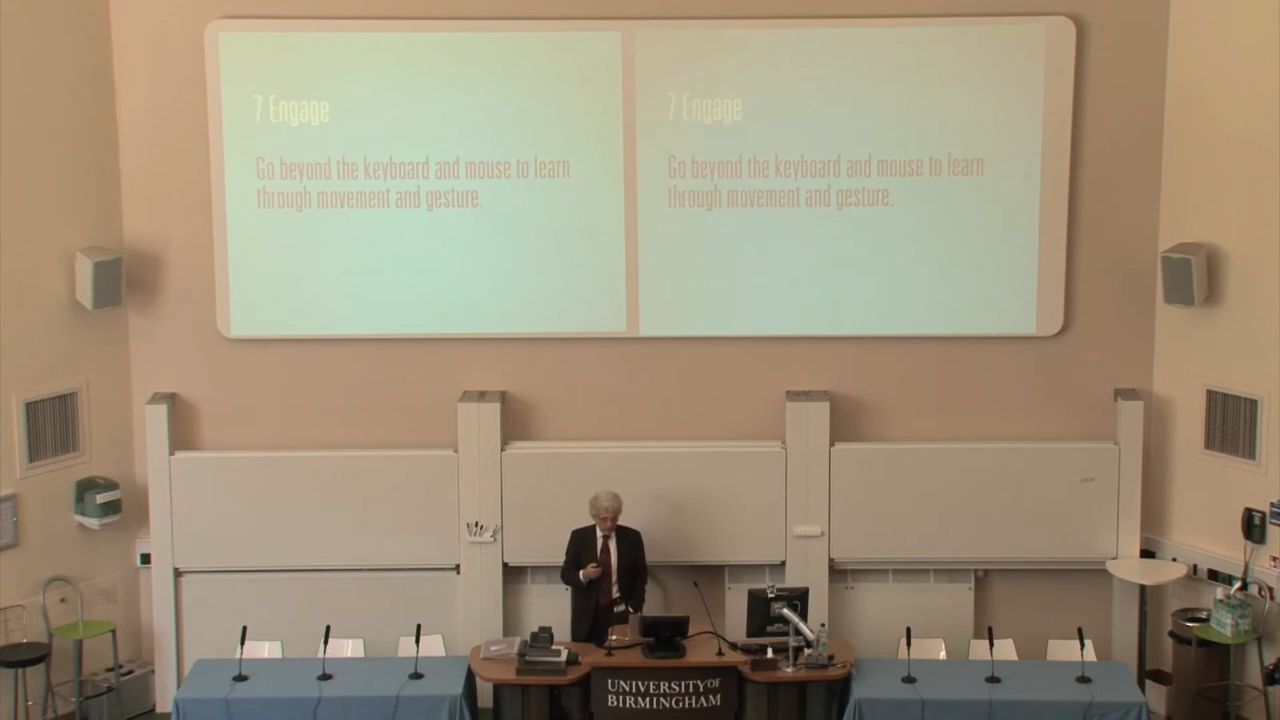 7 Engage
Go beyond the keyboard and mouse to learn
through movement and gesture.
7 Engage
Go beyond the keyboard and mouse to learn
through movement and gesture.
UNIVERSITY OF
BIRMINGHAM